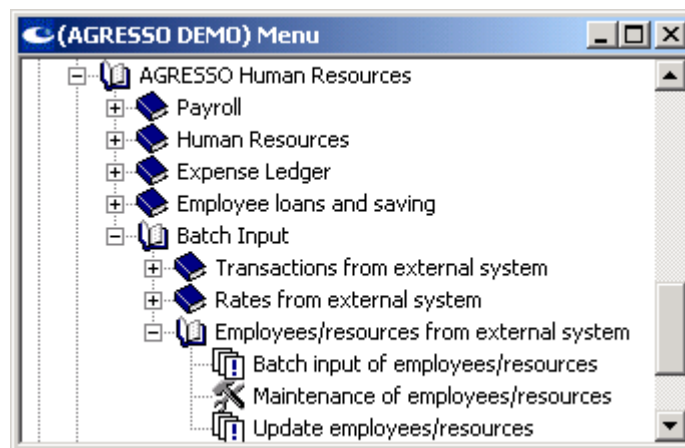 (AGRESSO DEMO) Menu
AGRESSO Human Resources
Payroll
Human Resources
Expense Ledger
Employee loans and saving
Batch Input
Transactions from external system
Rates from external system
Employees/resources from external system
Batch input of employees/resources
Maintenance of employees/resources
Update employees/resources